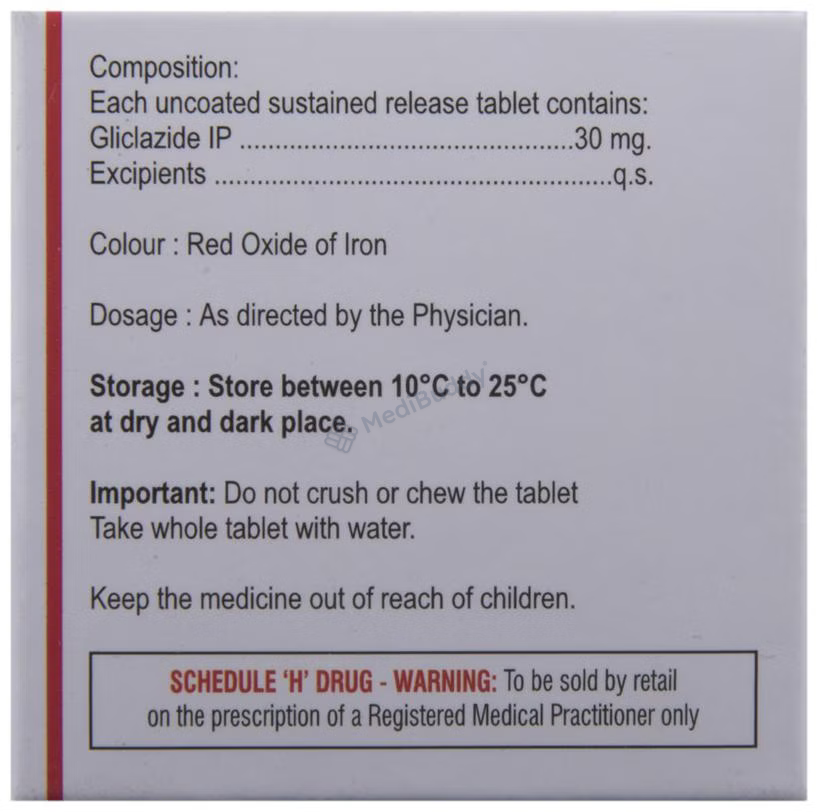 Composition:
Each uncoated sustained release tablet contains:
Gliclazide IP ...............................................30 mg.
Excipients ........................................................q.s.
Colour : Red Oxide of Iron
Dosage : As directed by the Physician.
Storage : Store between 10°C to 25°C
at dry and dark place.
MediBuddy
Important: Do not crush or chew the tablet
Take whole tablet with water.
Keep the medicine out of reach of children.
SCHEDULE ‘H’ DRUG - WARNING: To be sold by retail
on the prescription of a Registered Medical Practitioner only